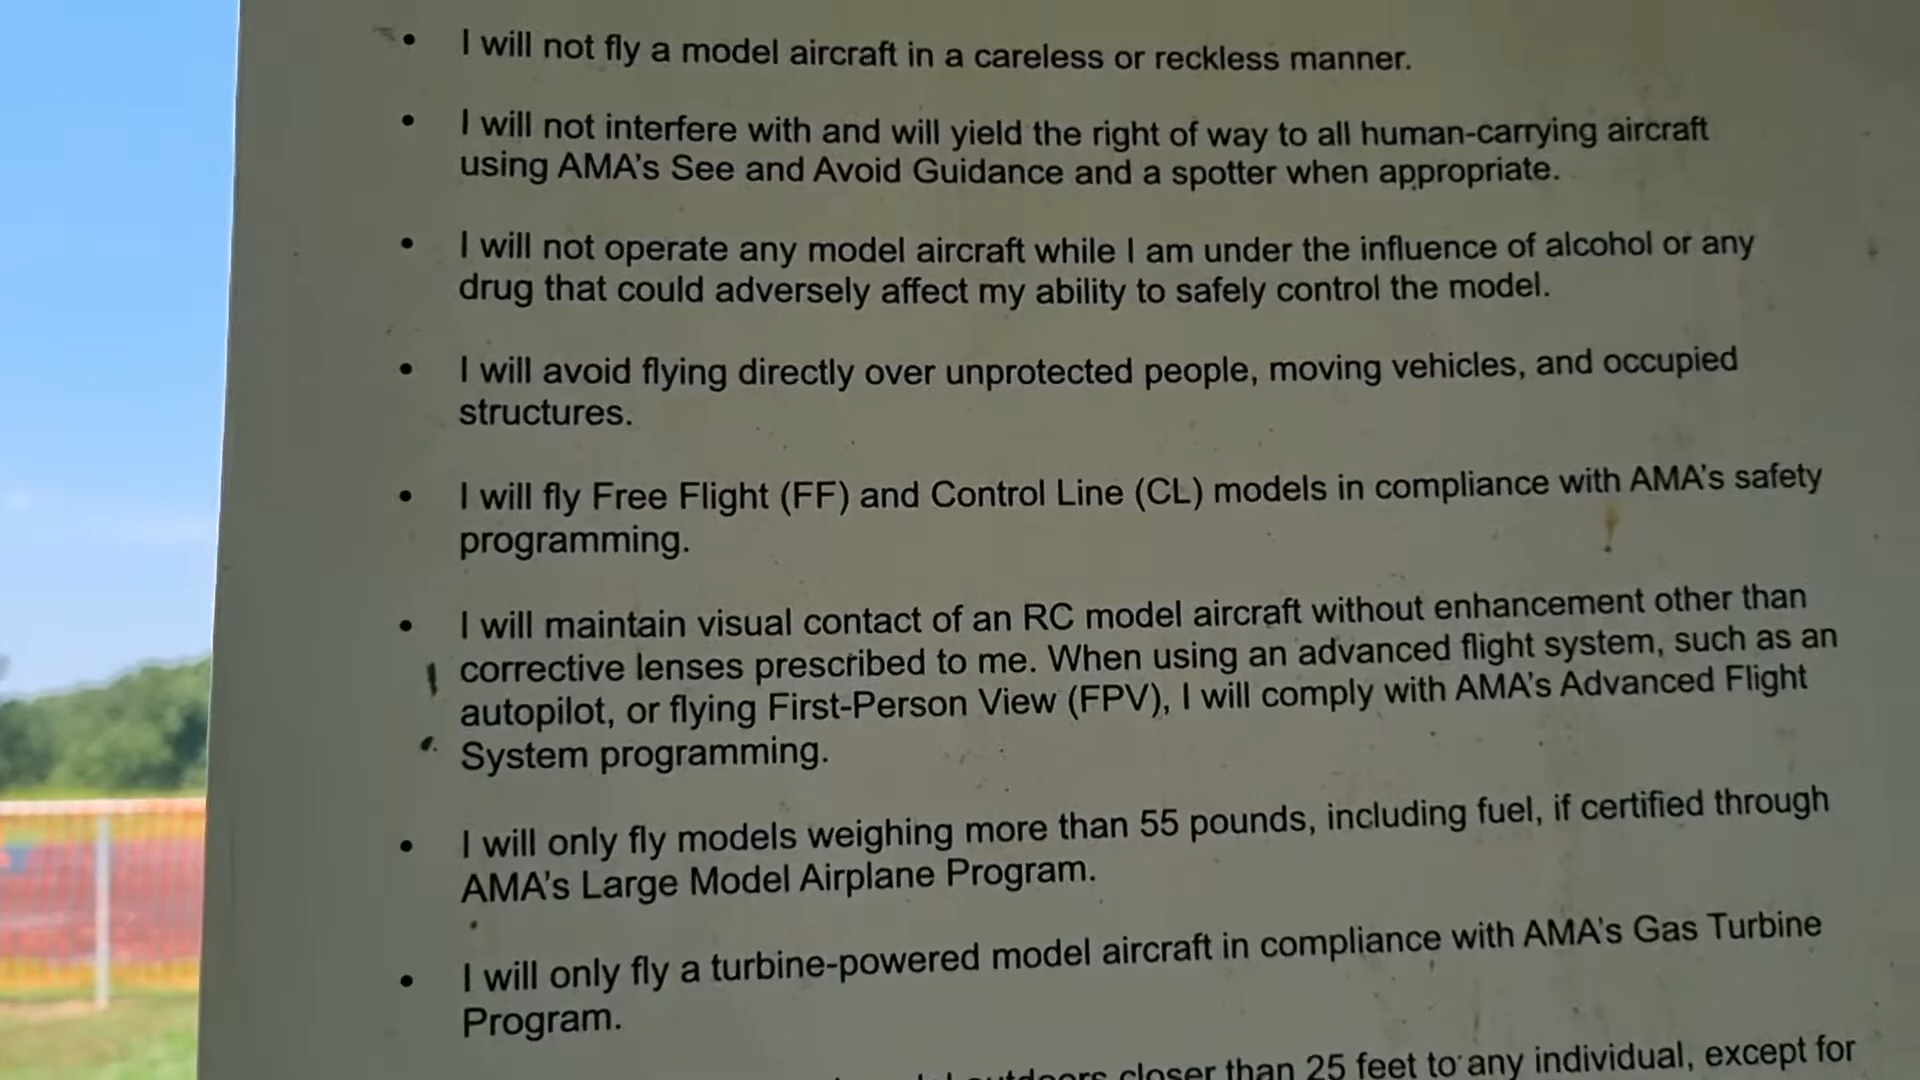 • I will not fly a model aircraft in a careless or reckless manner.
• I will not interfere with and will yield the right of way to all human-carrying aircraft
using AMA's See and Avoid Guidance and a spotter when appropriate.
• I will not operate any model aircraft while I am under the influence of alcohol or any
drug that could adversely affect my ability to safely control the model.
• I will avoid flying directly over unprotected people, moving vehicles, and occupied
structures.
• I will fly Free Flight (FF) and Control Line (CL) models in compliance with AMA's safety
programming.
• I will maintain visual contact of an RC model aircraft without enhancement other than
corrective lenses prescribed to me. When using an advanced flight system, such as an
autopilot, or flying First-Person View (FPV), I will comply with AMA's Advanced Flight
System programming.
• I will only fly models weighing more than 55 pounds, including fuel, if certified through
AMA's Large Model Airplane Program.
• I will only fly a turbine-powered model aircraft in compliance with AMA's Gas Turbine
Program.
outdoors closer than 25 feet to any individual, except for